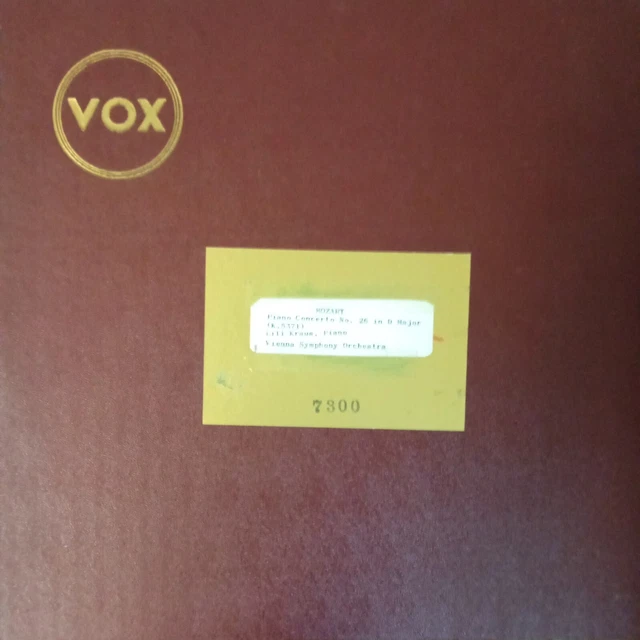 VOX
MOZART
Piano Concerto No. 26 in D Major
(K.537)
Lili Kraus, Piano
Vienna Symphony Orchestra
7300